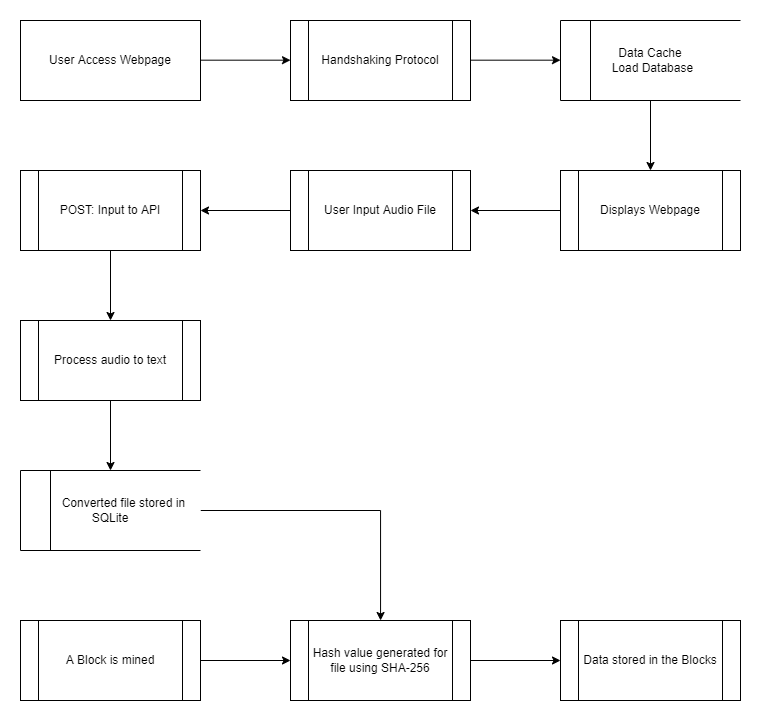 User Access Webpage
Handshaking Protocol
Data Cache
Load Database
Displays Webpage
User Input Audio File
POST: Input to API
Process audio to text
Converted file stored in
SQLite
A Block is mined
Hash value generated for
file using SHA-256
Data stored in the Blocks